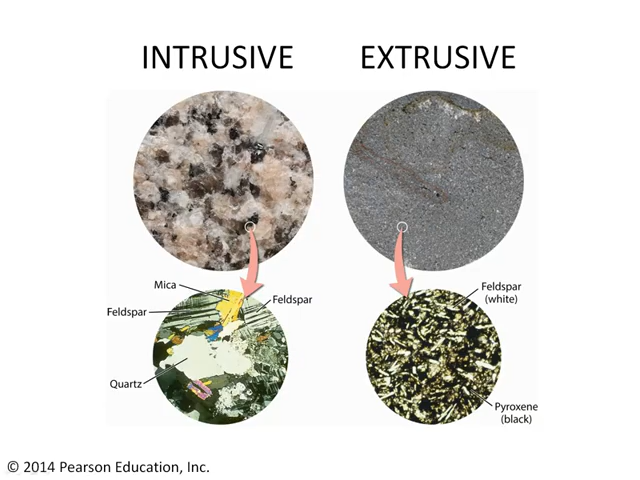 INTRUSIVE
EXTRUSIVE
Mica
Feldspar
Feldspar
Quartz
Feldspar
(white)
Pyroxene
(black)
© 2014 Pearson Education, Inc.